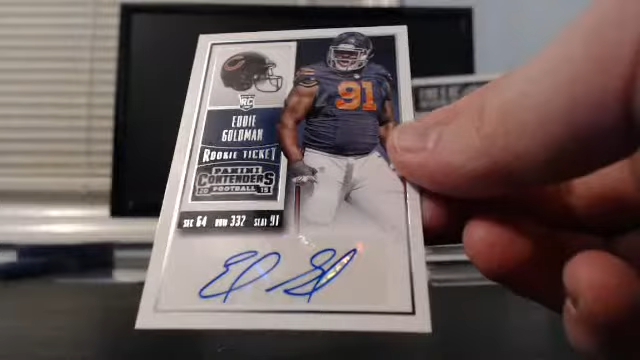 RC
EDDIE
GOLDMAN
ROOKIE TICKET
PANINI
CONTENDERS
20 FOOTBALL 15
SEC 64 ROW 332 SEAT 91
91